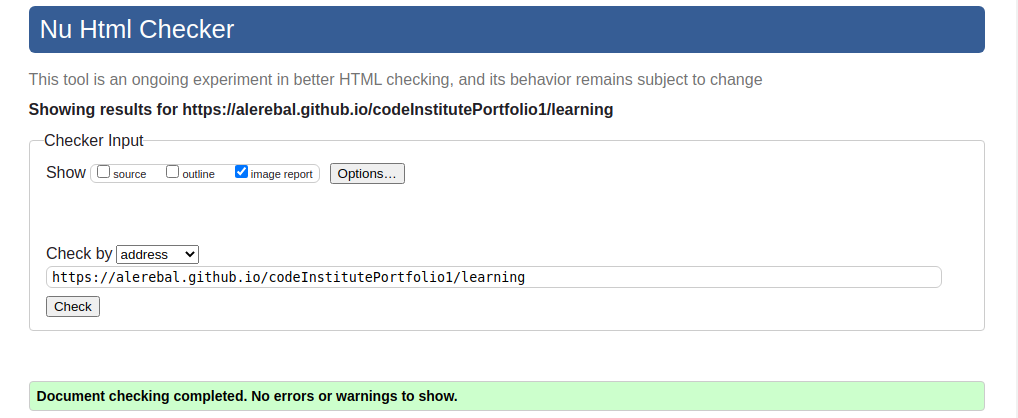 Nu Html Checker
This tool is an ongoing experiment in better HTML checking, and its behavior remains subject to change
Showing results for https://alerebal.github.io/codeInstitutePortfolio1/learning
Checker Input
Show source outline image report Options...
Check by address
https://alerebal.github.io/codeInstitutePortfolio1/learning
Check
Document checking completed. No errors or warnings to show.